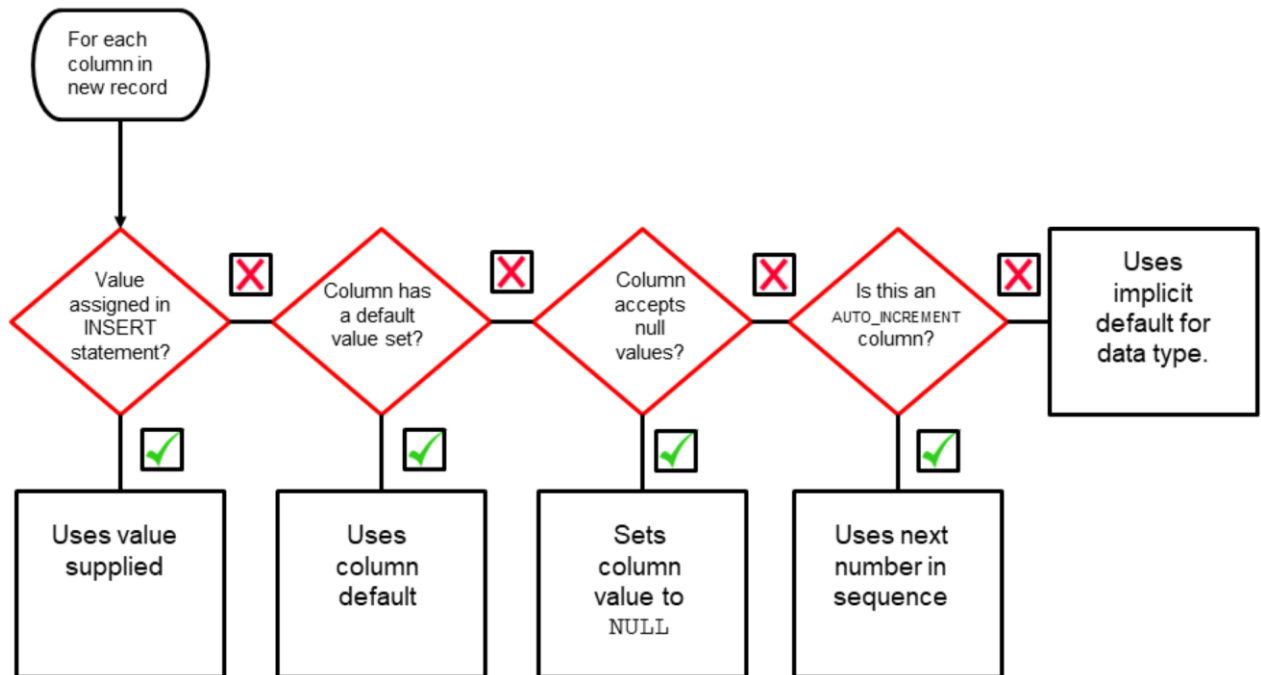 For each
column in
new record
Value
assigned in
INSERT
statement?
Column has
a default
value set?
Column
accepts
null
values?
Is this an
AUTO_INCREMENT
column?
Uses
implicit
default for
data type.
Uses value
supplied
Uses
column
default
Sets
column
value to
NULL
Uses next
number in
sequence